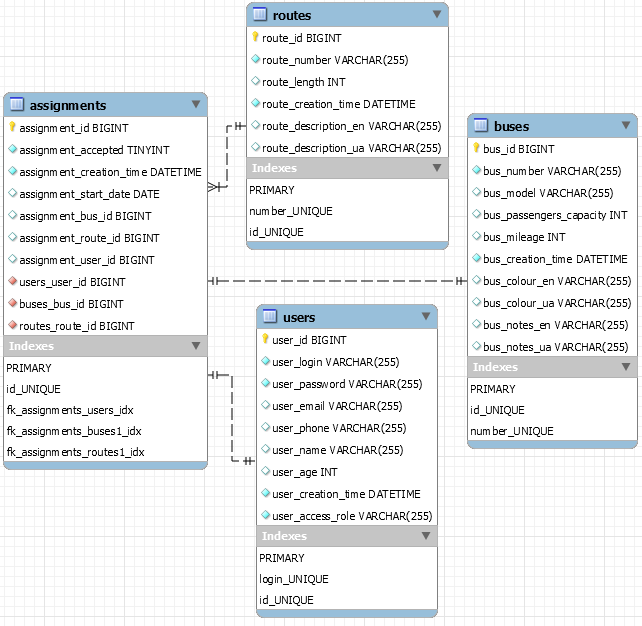 routes
route_id BIGINT
route_number VARCHAR(255)
route_length INT
route_creation_time DATETIME
route_description_en VARCHAR(255)
route_description_ua VARCHAR(255)
Indexes
PRIMARY
number_UNIQUE
id_UNIQUE
assignments
assignment_id BIGINT
assignment_accepted TINYINT
assignment_creation_time DATETIME
assignment_start_date DATE
assignment_bus_id BIGINT
assignment_route_id BIGINT
assignment_user_id BIGINT
users_user_id BIGINT
buses_bus_id BIGINT
routes_route_id BIGINT
Indexes
PRIMARY
id_UNIQUE
fk_assignments_users_idx
fk_assignments_buses1_idx
fk_assignments_routes1_idx
buses
bus_id BIGINT
bus_number VARCHAR(255)
bus_model VARCHAR(255)
bus_passengers_capacity INT
bus_mileage INT
bus_creation_time DATETIME
bus_colour_en VARCHAR(255)
bus_colour_ua VARCHAR(255)
bus_notes_en VARCHAR(255)
bus_notes_ua VARCHAR(255)
Indexes
PRIMARY
id_UNIQUE
number_UNIQUE
users
user_id BIGINT
user_login VARCHAR(255)
user_password VARCHAR(255)
user_email VARCHAR(255)
user_phone VARCHAR(255)
user_name VARCHAR(255)
user_age INT
user_creation_time DATETIME
user_access_role VARCHAR(255)
Indexes
PRIMARY
login_UNIQUE
id_UNIQUE